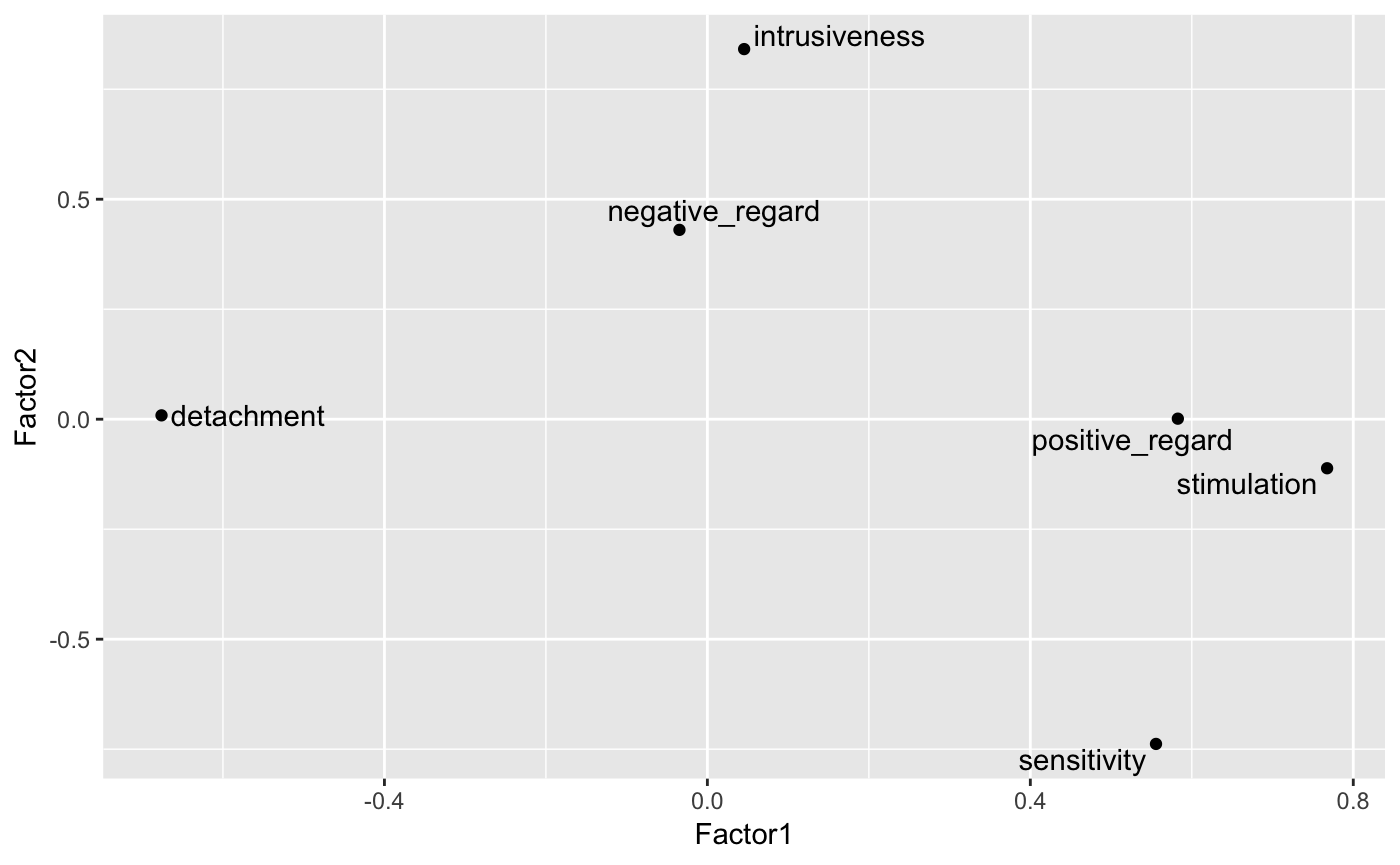 intrusiveness
0.5
negative_regard
Factor2
0.0
detachment
positive_regard
stimulation
-0.5
sensitivity
-0.4
0.0
0.4
0.8
Factor1